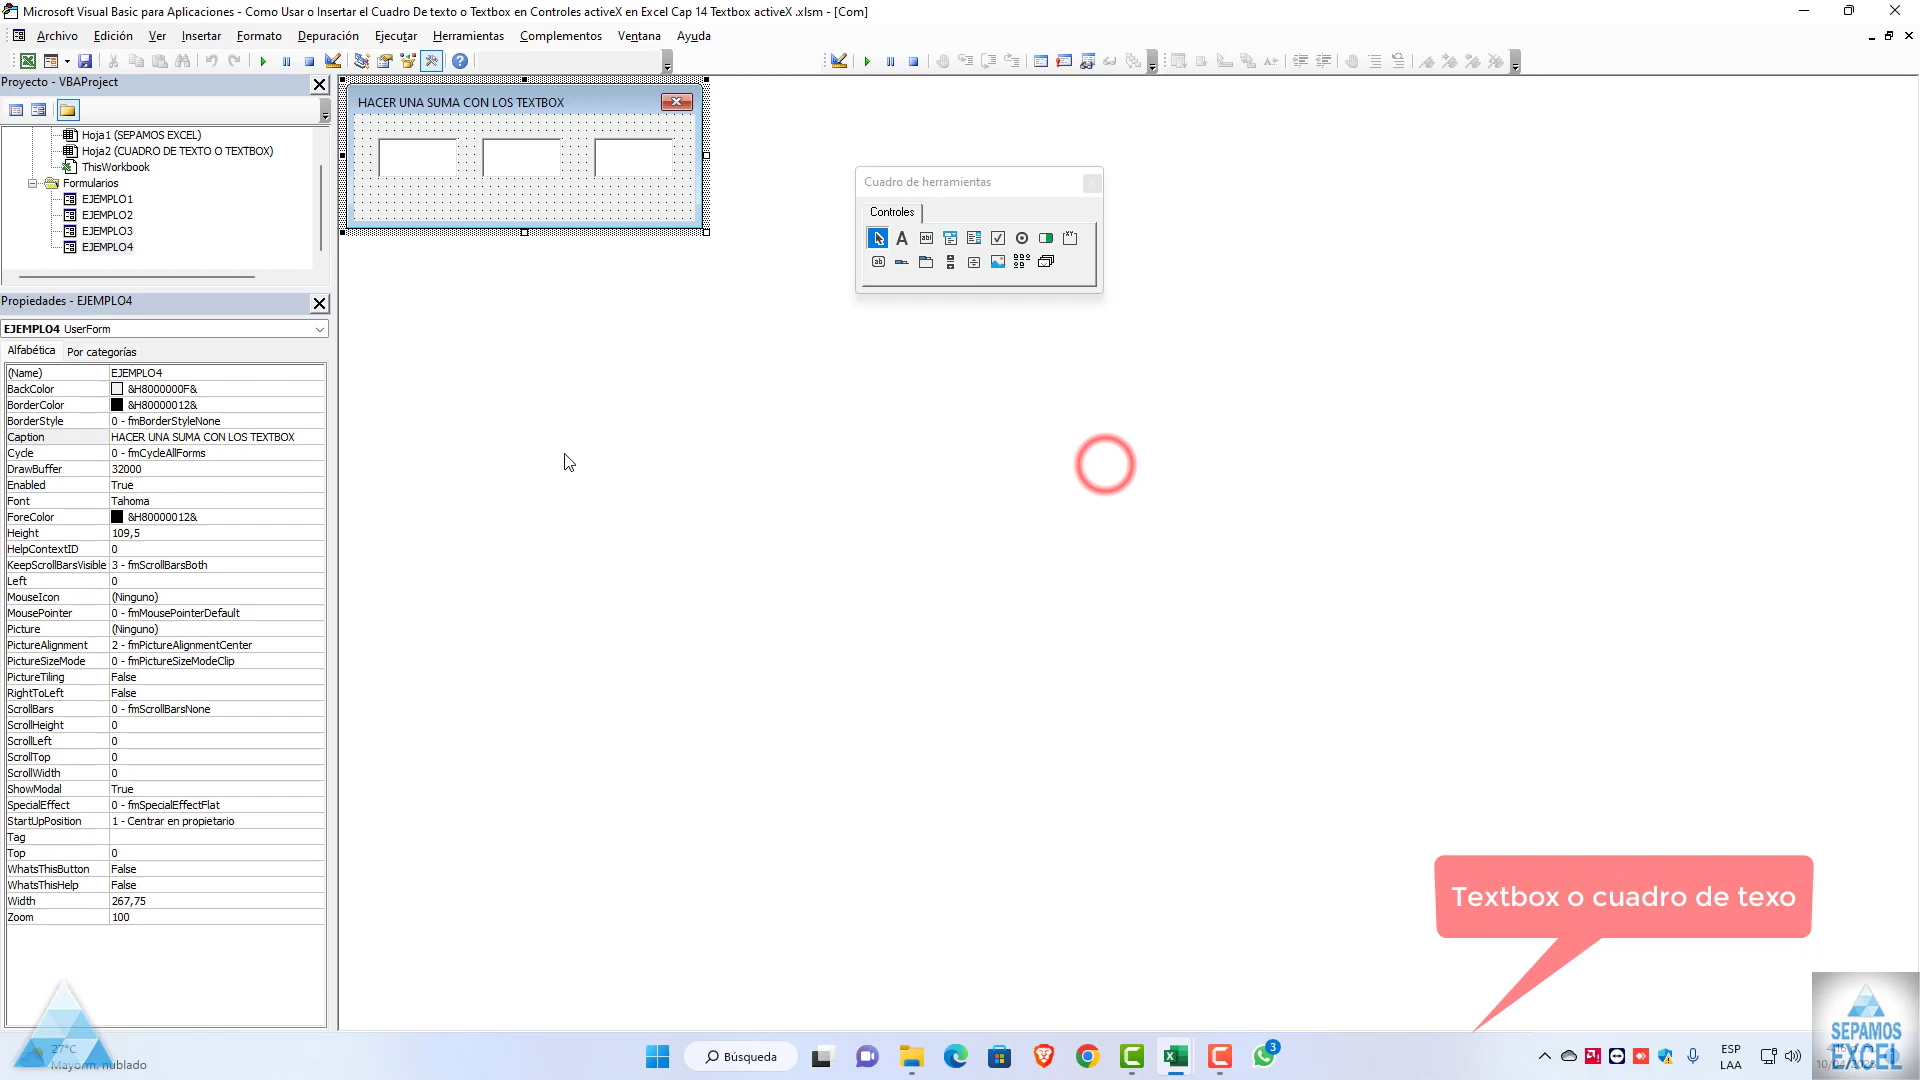 Microsoft Visual Basic para Aplicaciones - Como Usar o Insertar el Cuadro De texto o Textbox en Controles activeX en Excel Cap 14 Textbox activeX .xlsm - [Com]
Archivo Edición Ver Insertar Formato Depuración Ejecutar Herramientas Complementos Ventana Ayuda
Proyecto - VBAProject
Hoja1 (SEPAMOS EXCEL)
Hoja2 (CUADRO DE TEXTO O TEXTBOX)
ThisWorkbook
Formularios
EJEMPLO1
EJEMPLO2
EJEMPLO3
EJEMPLO4
HACER UNA SUMA CON LOS TEXTBOX
Cuadro de herramientas
Controles
Propiedades - EJEMPLO4
EJEMPLO4 UserForm
Alfabética Por categorías
(Name) EJEMPLO4
BackColor &H8000000F&
BorderColor &H80000012&
BorderStyle 0 - fmBorderStyleNone
Caption HACER UNA SUMA CON LOS TEXTBOX
Cycle 0 - fmCycleAllForms
DrawBuffer 32000
Enabled True
Font Tahoma
ForeColor &H80000012&
Height 109,5
HelpContextID 0
KeepScrollBarsVisible 3 - fmScrollBarsBoth
Left 0
MouseIcon (Ninguno)
MousePointer 0 - fmMousePointerDefault
Picture (Ninguno)
PictureAlignment 2 - fmPictureAlignmentCenter
PictureSizeMode 0 - fmPictureSizeModeClip
PictureTiling False
RightToLeft False
ScrollBars 0 - fmScrollBarsNone
ScrollHeight 0
ScrollLeft 0
ScrollTop 0
ScrollWidth 0
ShowModal True
SpecialEffect 0 - fmSpecialEffectFlat
StartUpPosition 1 - Centrar en propietario
Tag
Top 0
WhatsThisButton False
WhatsThisHelp False
Width 267,75
Zoom 100
Textbox o cuadro de texo
SEPAMOS
EXCEL
27°C
Mayorm. nublado
Búsqueda
3
ESP
LAA